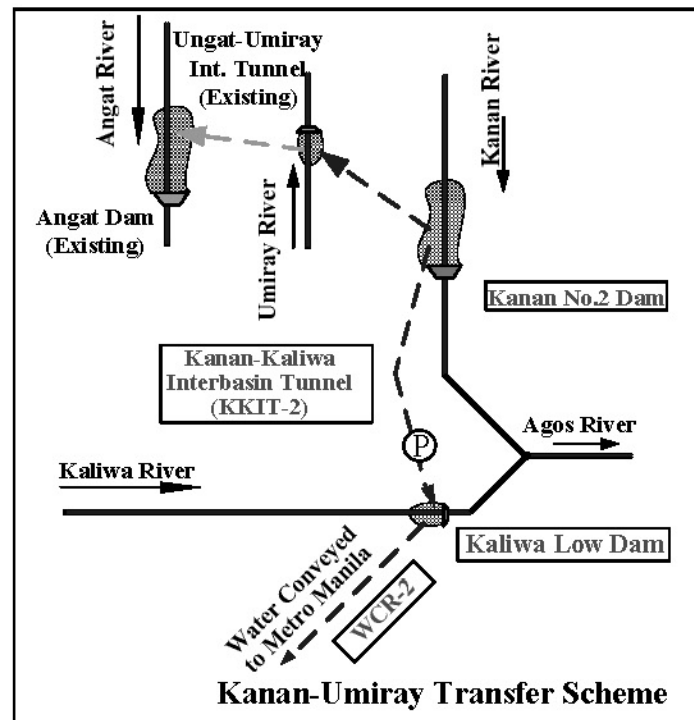 Angat River
Ungat-Umiray
Int. Tunnel
(Existing)
Kanan River
Angat Dam
(Existing)
Umiray River
Kanan No.2 Dam
Kanan-Kaliwa
Interbasin Tunnel
(KKIT-2)
P
Agos River
Kaliwa River
Kaliwa Low Dam
Water Conveyed
to Metro Manila
WCR-2
Kanan-Umiray Transfer Scheme